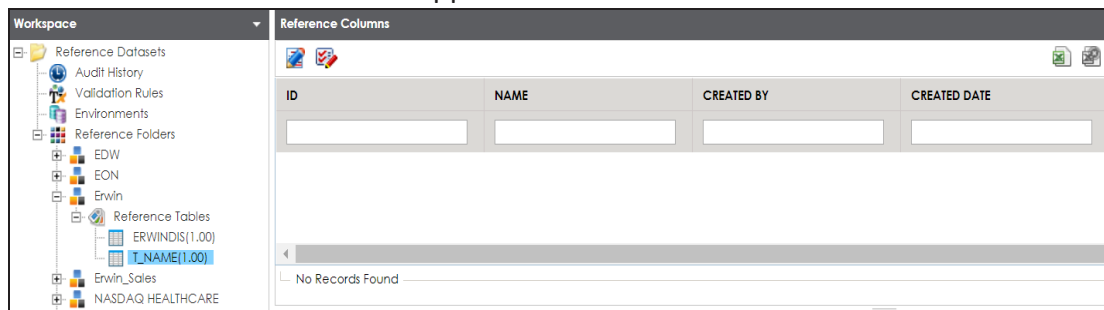 Workspace
Reference Datasets
Audit History
Validation Rules
Environments
Reference Folders
EDW
EON
Erwin
Reference Tables
ERWINDIS(1.00)
T_NAME(1.00)
Erwin_Sales
NASDAQ HEALTHCARE
Reference Columns
ID NAME CREATED BY CREATED DATE
No Records Found